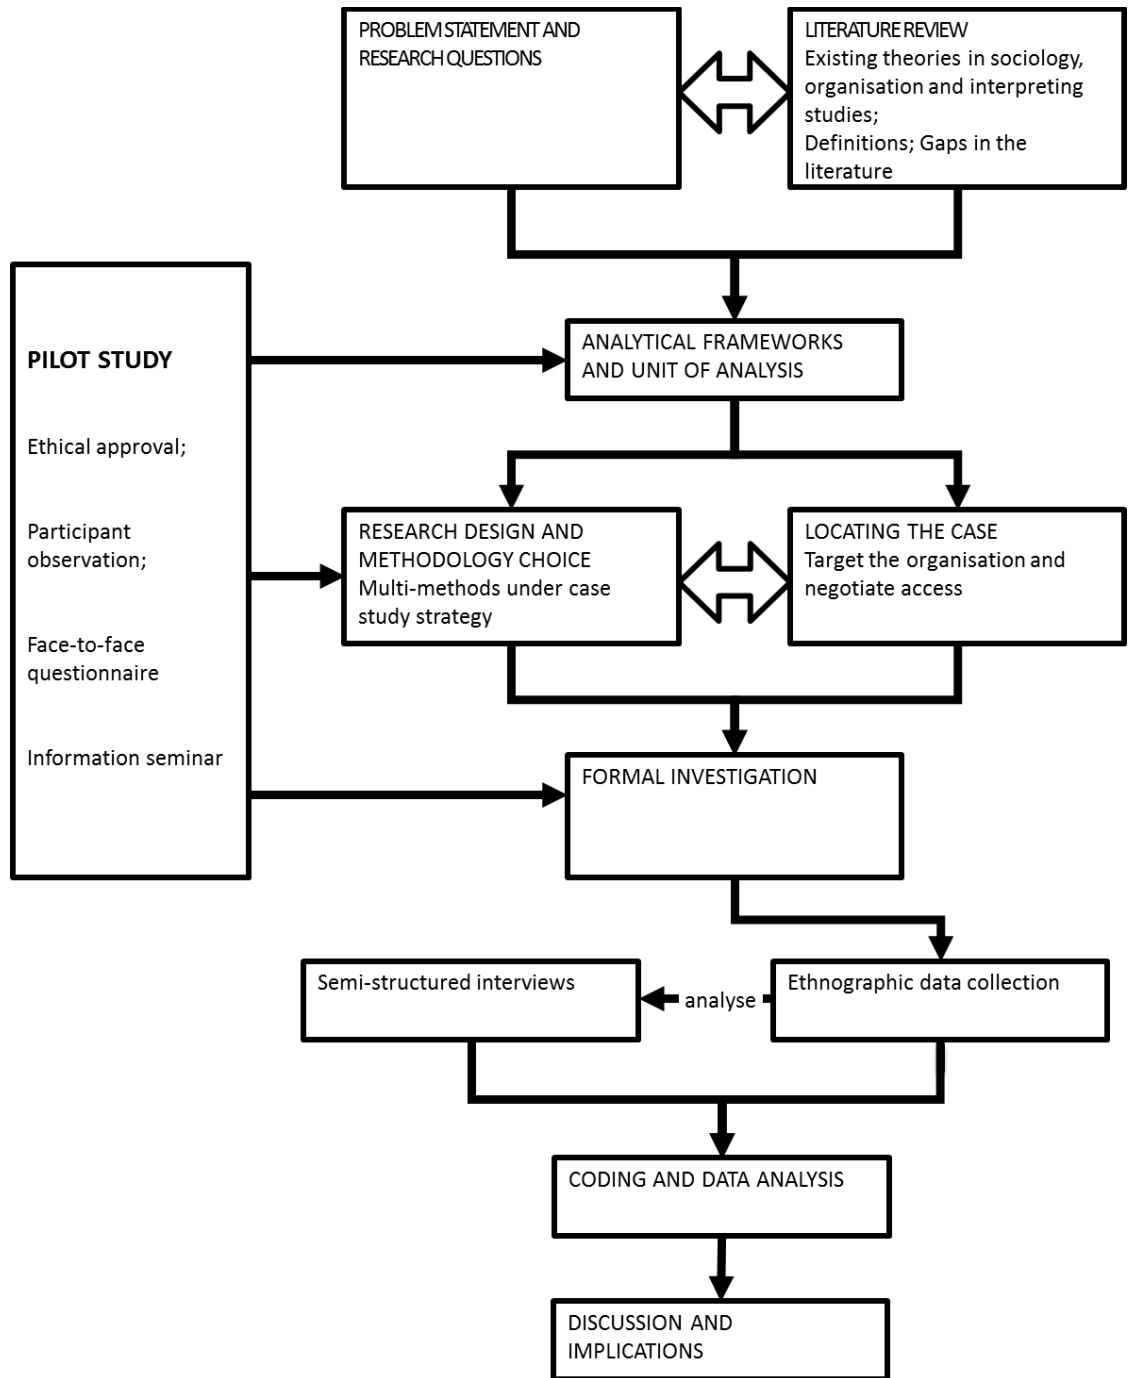 PROBLEM STATEMENT AND
RESEARCH QUESTIONS
LITERATURE REVIEW
Existing theories in sociology,
organisation and interpreting
studies;
Definitions; Gaps in the
literature
PILOT STUDY
Ethical approval;
Participant
observation;
Face-to-face
questionnaire
Information seminar
ANALYTICAL FRAMEWORKS
AND UNIT OF ANALYSIS
RESEARCH DESIGN AND
METHODOLOGY CHOICE
Multi-methods under case
study strategy
LOCATING THE CASE
Target the organisation and
negotiate access
FORMAL INVESTIGATION
Semi-structured interviews
analyse
Ethnographic data collection
CODING AND DATA ANALYSIS
DISCUSSION AND
IMPLICATIONS